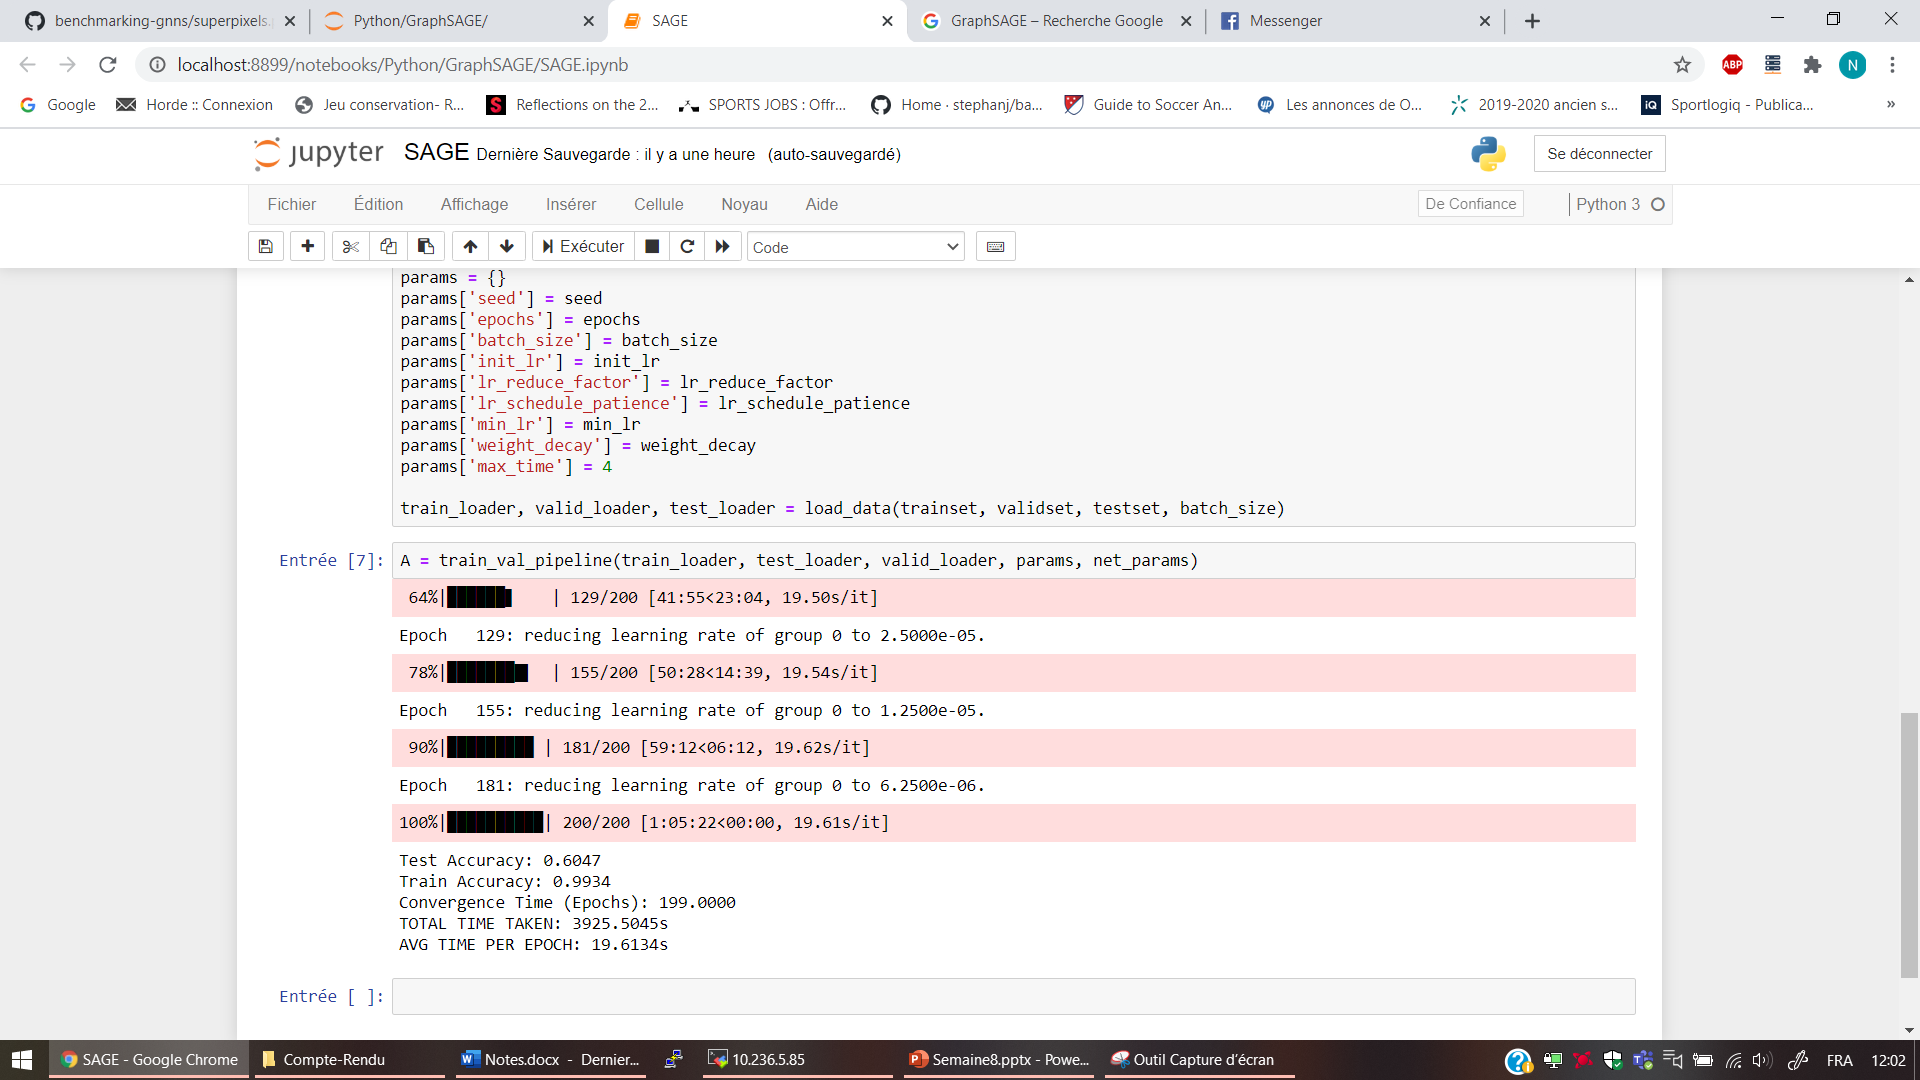 benchmarking-gnns/superpixels.
Python/GraphSAGE/
SAGE
GraphSAGE – Recherche Google
Messenger
localhost:8899/notebooks/Python/GraphSAGE/SAGE.ipynb
ABP
N
Google
Horde :: Connexion
Jeu conservation- R...
Reflections on the 2...
SPORTS JOBS : Offr...
Home · stephanj/ba...
Guide to Soccer An...
Les annonces de O...
2019-2020 ancien s...
Sportlogiq - Publica...
»
jupyter SAGE Dernière Sauvegarde : il y a une heure (auto-sauvegardé)
Se déconnecter
Fichier Édition Affichage Insérer Cellule Noyau Aide
De Confiance
Python 3
Exécuter
Code
params = {}
params['seed'] = seed
params['epochs'] = epochs
params['batch_size'] = batch_size
params['init_lr'] = init_lr
params['lr_reduce_factor'] = lr_reduce_factor
params['lr_schedule_patience'] = lr_schedule_patience
params['min_lr'] = min_lr
params['weight_decay'] = weight_decay
params['max_time'] = 4
train_loader, valid_loader, test_loader = load_data(trainset, validset, testset, batch_size)
Entrée [7]: A = train_val_pipeline(train_loader, test_loader, valid_loader, params, net_params)
64%|██████▍   | 129/200 [41:55<23:04, 19.50s/it]
Epoch   129: reducing learning rate of group 0 to 2.5000e-05.
78%|███████▊  | 155/200 [50:28<14:39, 19.54s/it]
Epoch   155: reducing learning rate of group 0 to 1.2500e-05.
90%|█████████ | 181/200 [59:12<06:12, 19.62s/it]
Epoch   181: reducing learning rate of group 0 to 6.2500e-06.
100%|██████████| 200/200 [1:05:22<00:00, 19.61s/it]
Test Accuracy: 0.6047
Train Accuracy: 0.9934
Convergence Time (Epochs): 199.0000
TOTAL TIME TAKEN: 3925.5045s
AVG TIME PER EPOCH: 19.6134s
Entrée [ ]:
SAGE - Google Chrome
Compte-Rendu
Notes.docx - Dernier...
10.236.5.85
Semaine8.pptx - Powe...
Outil Capture d'écran
FRA
12:02